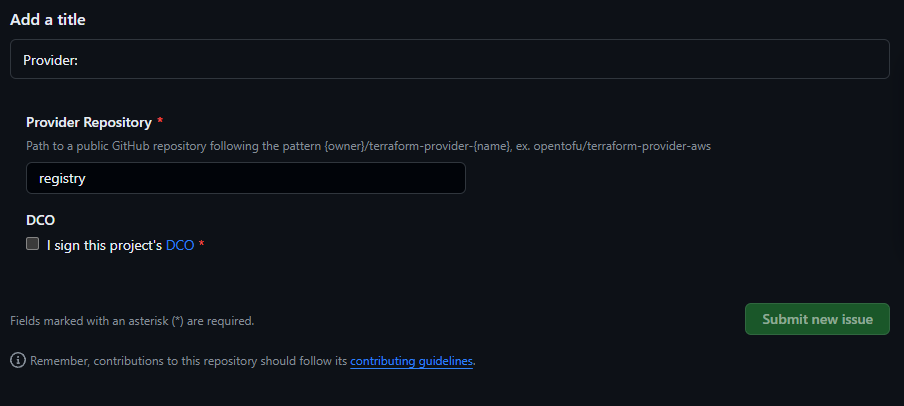 Add a title
Provider:
Provider Repository *
Path to a public GitHub repository following the pattern {owner}/terraform-provider-{name}, ex. opentofu/terraform-provider-aws
registry
DCO
I sign this project's DCO *
Fields marked with an asterisk (*) are required.
Submit new issue
Remember, contributions to this repository should follow its contributing guidelines.